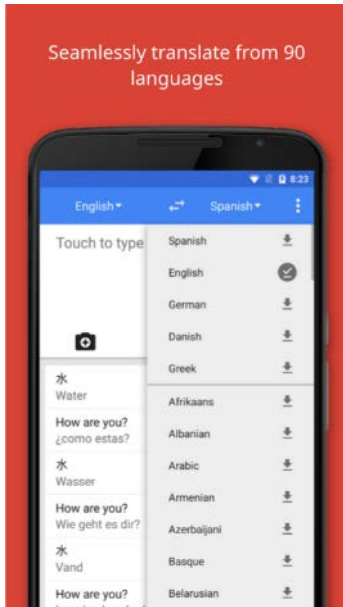 Seamlessly translate from 90
languages
8:23
English
Spanish
Touch to type
Spanish
English
German
Danish
Greek
Afrikaans
Albanian
Arabic
Armenian
Azerbaijani
Basque
Belarusian
水
Water
How are you?
¿como estas?
水
Wasser
How are you?
Wie geht es dir?
水
Vand
How are you?